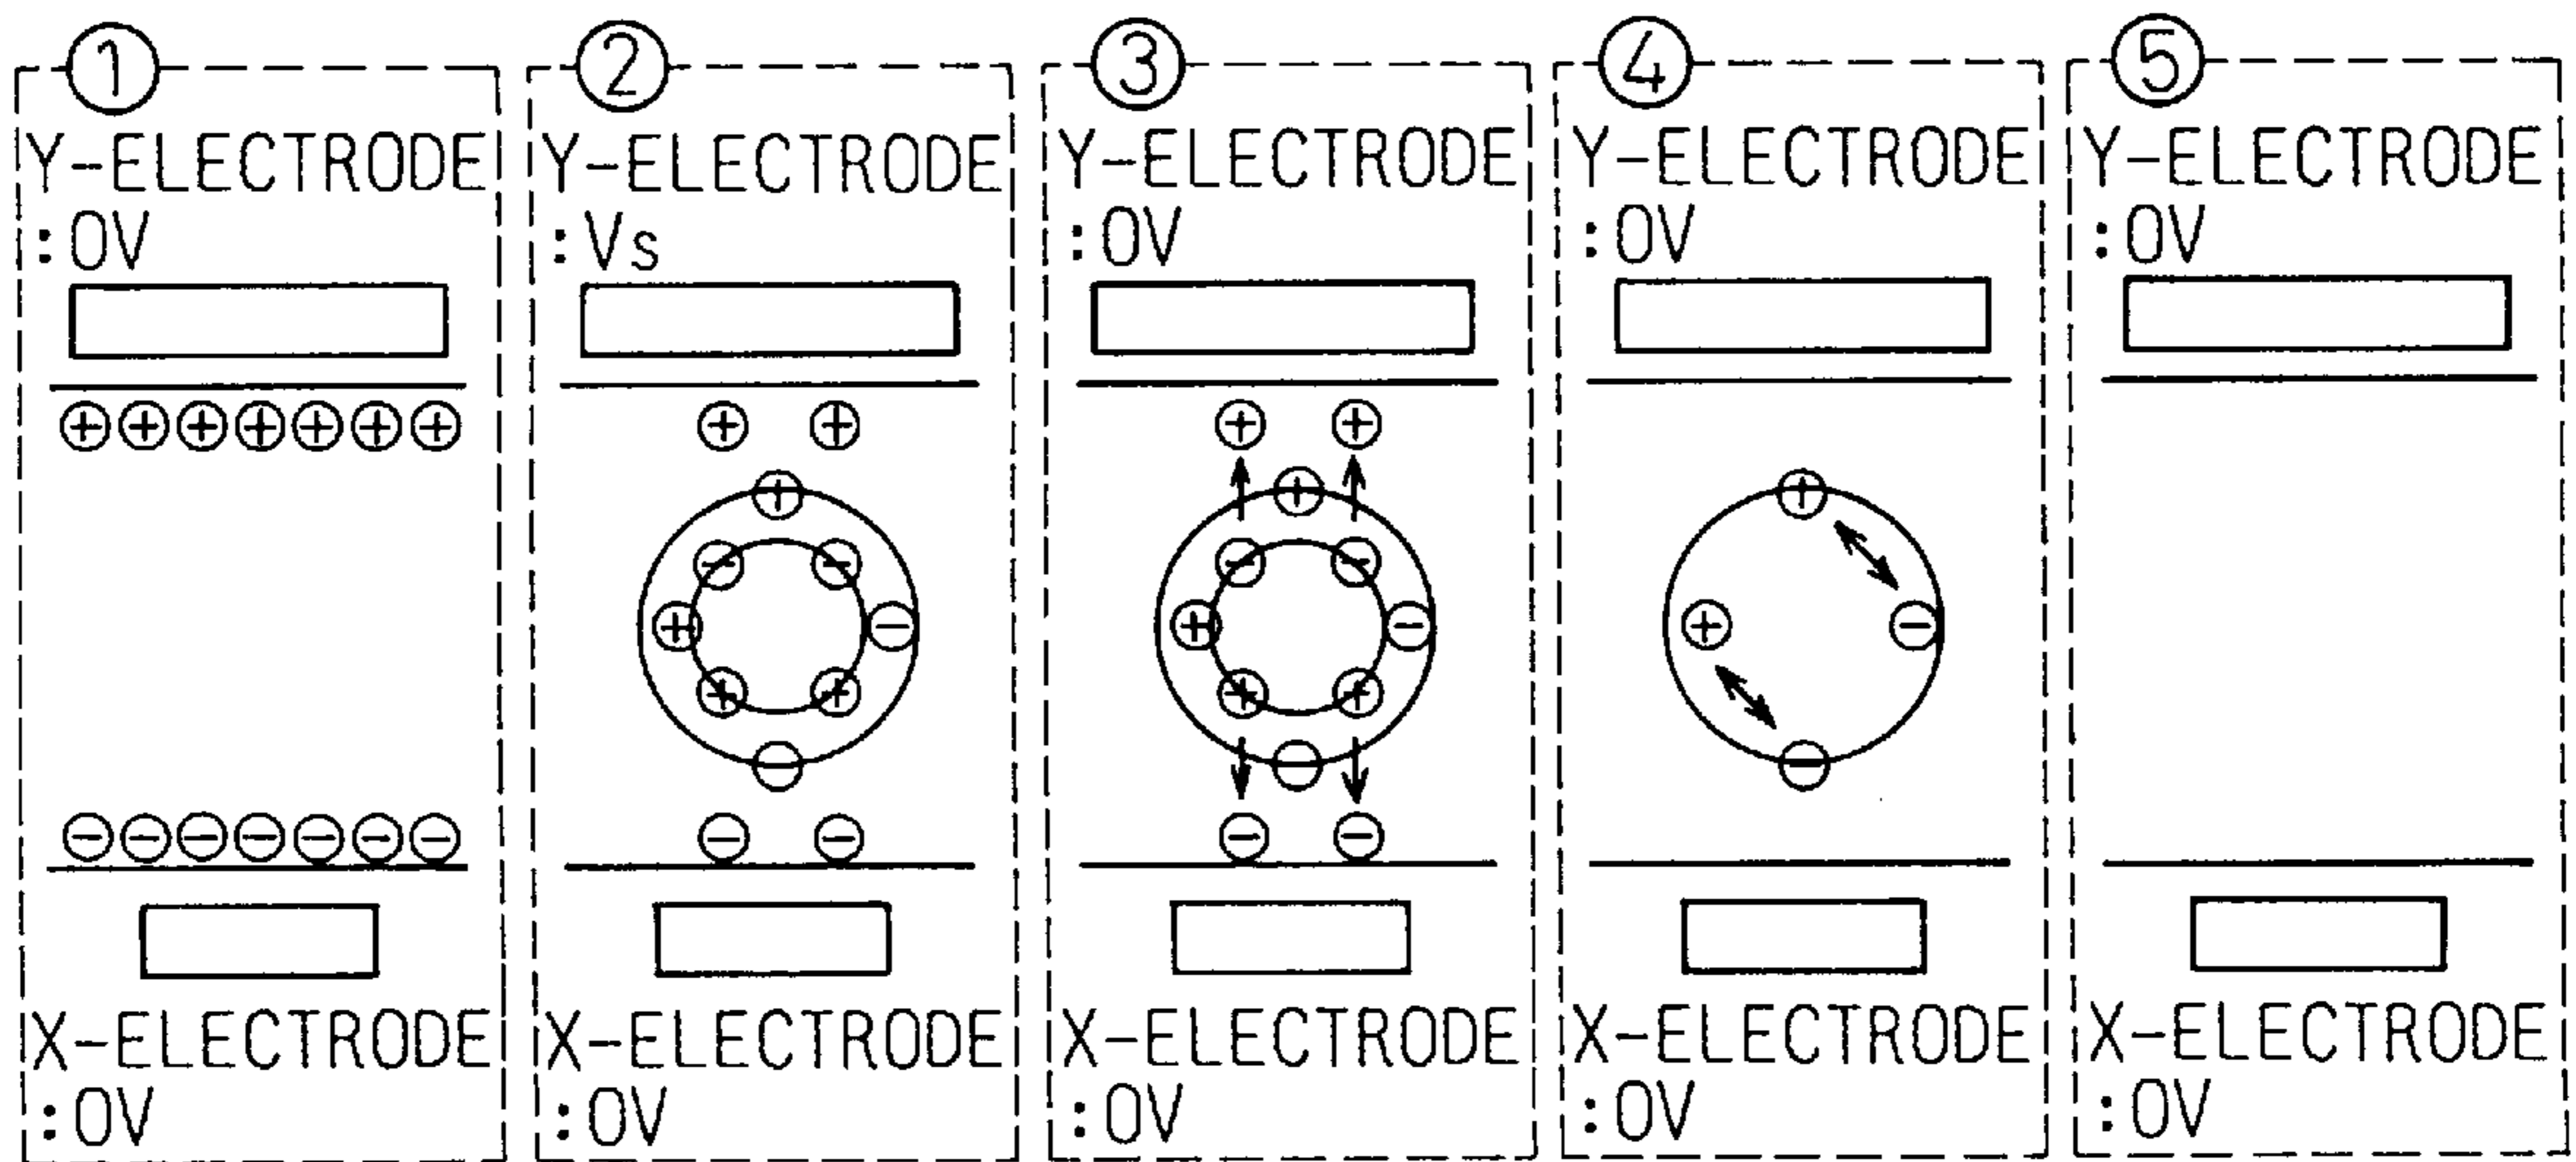 ①
Y-ELECTRODE
:0V
X-ELECTRODE
:0V
②
Y-ELECTRODE
:Vs
X-ELECTRODE
:0V
③
Y-ELECTRODE
:0V
X-ELECTRODE
:0V
④
Y-ELECTRODE
:0V
X-ELECTRODE
:0V
⑤
Y-ELECTRODE
:0V
X-ELECTRODE
:0V